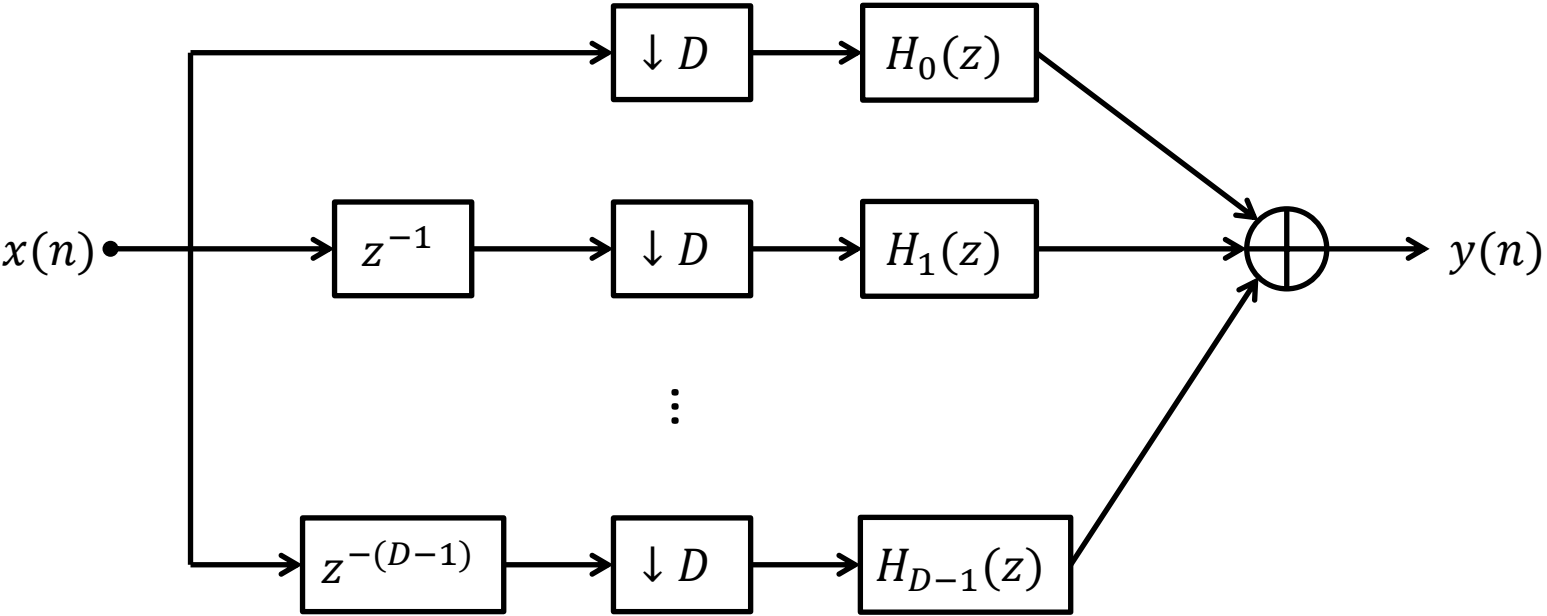 ↓ D H₀(z)
x(n) z⁻¹ ↓ D H₁(z) y(n)
⋮
z⁻⁽ᴰ⁻¹⁾ ↓ D H_{D−1}(z)